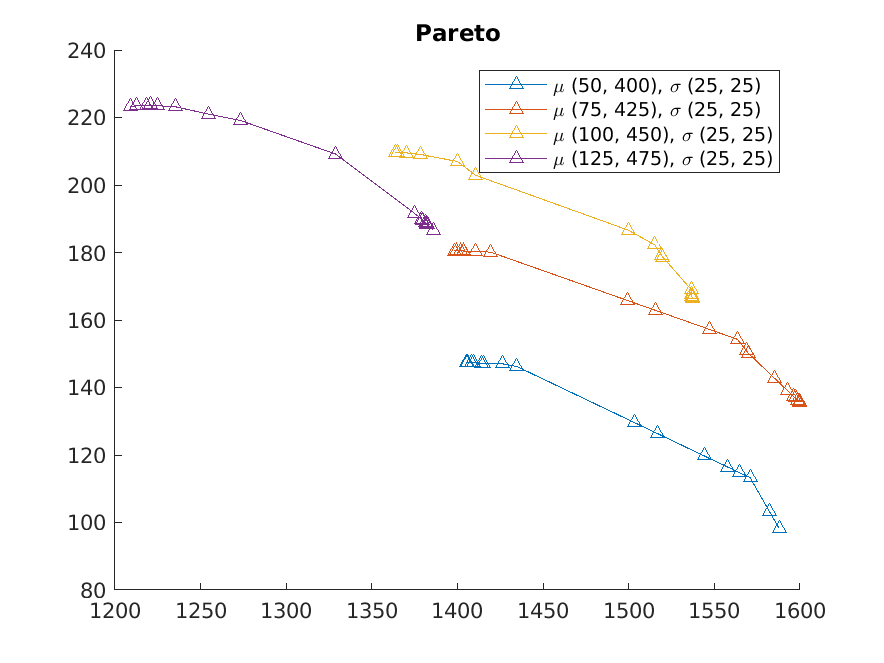 Pareto
240
220
200
180
160
140
120
100
80
1200 1250 1300 1350 1400 1450 1500 1550 1600
μ (50, 400), σ (25, 25)
μ (75, 425), σ (25, 25)
μ (100, 450), σ (25, 25)
μ (125, 475), σ (25, 25)